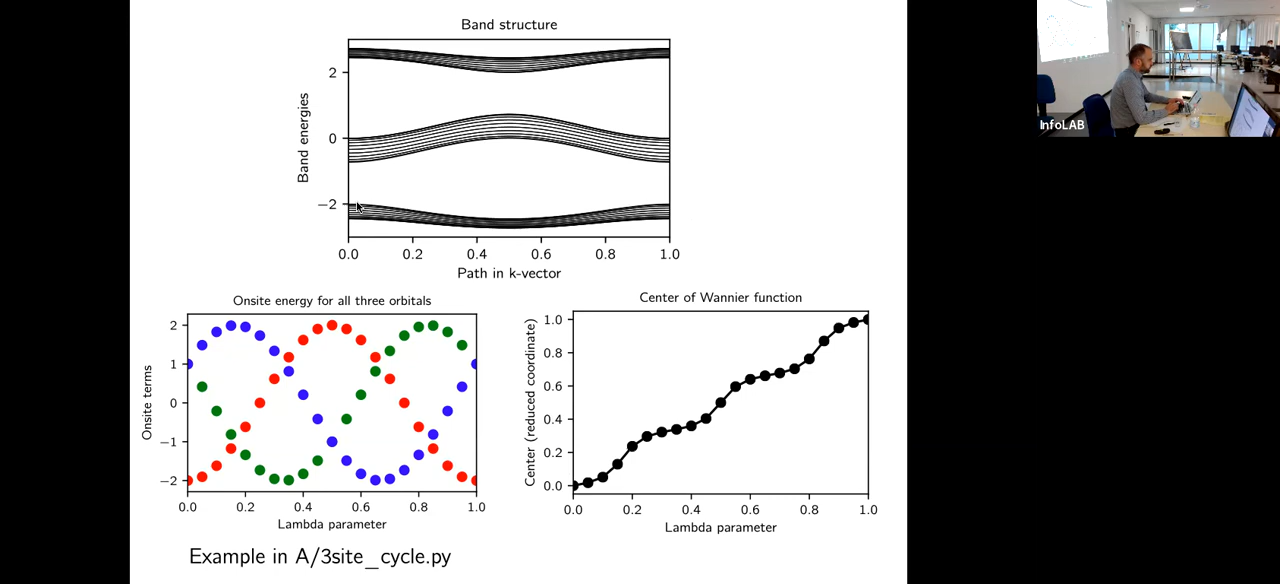 Band structure
Band energies
2
0
−2
0.0 0.2 0.4 0.6 0.8 1.0
Path in k-vector
Onsite energy for all three orbitals
Onsite terms
2
1
0
−1
−2
0.0 0.2 0.4 0.6 0.8 1.0
Lambda parameter
Center of Wannier function
Center (reduced coordinate)
1.0
0.8
0.6
0.4
0.2
0.0
0.0 0.2 0.4 0.6 0.8 1.0
Lambda parameter
Example in A/3site_cycle.py
InfoLAB